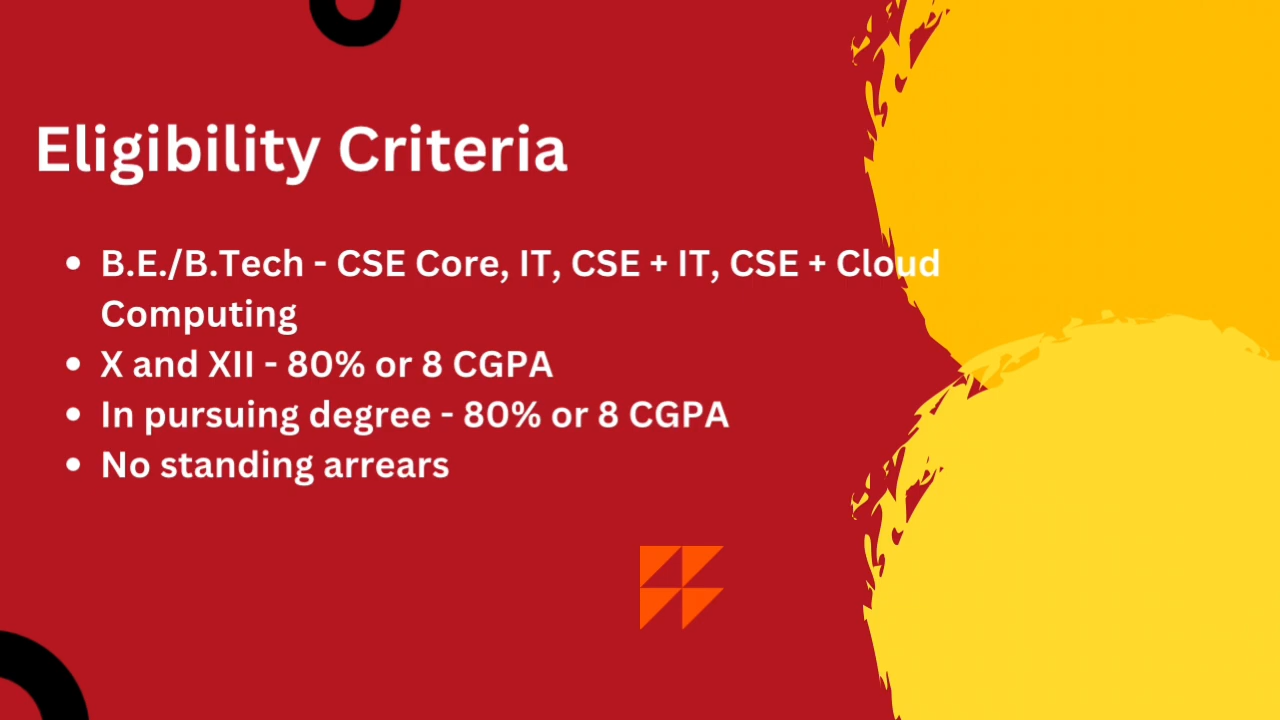 Eligibility Criteria
• B.E./B.Tech - CSE Core, IT, CSE + IT, CSE + Cloud
Computing
• X and XII - 80% or 8 CGPA
• In pursuing degree - 80% or 8 CGPA
• No standing arrears